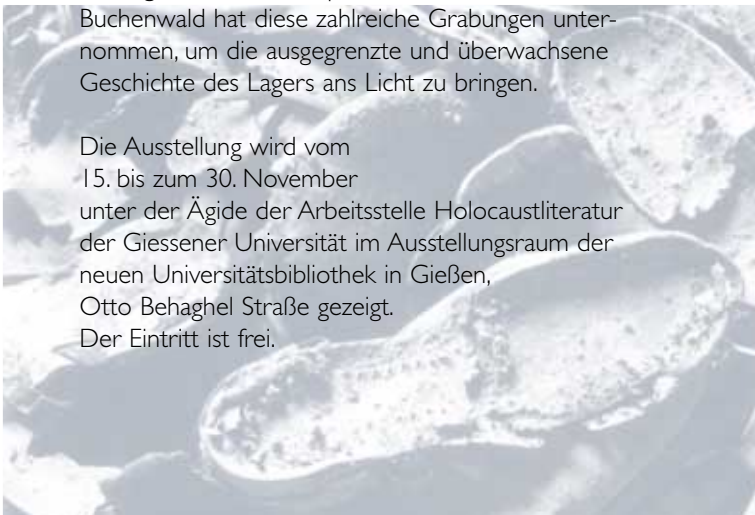 Buchenwald hat diese zahlreiche Grabungen unter-
nommen, um die ausgegrenzte und überwachsene
Geschichte des Lagers ans Licht zu bringen.
Die Ausstellung wird vom
15. bis zum 30. November
unter der Ägide der Arbeitsstelle Holocaustliteratur
der Giessener Universität im Ausstellungsraum der
neuen Universitätsbibliothek in Gießen,
Otto Behaghel Straße gezeigt.
Der Eintritt ist frei.